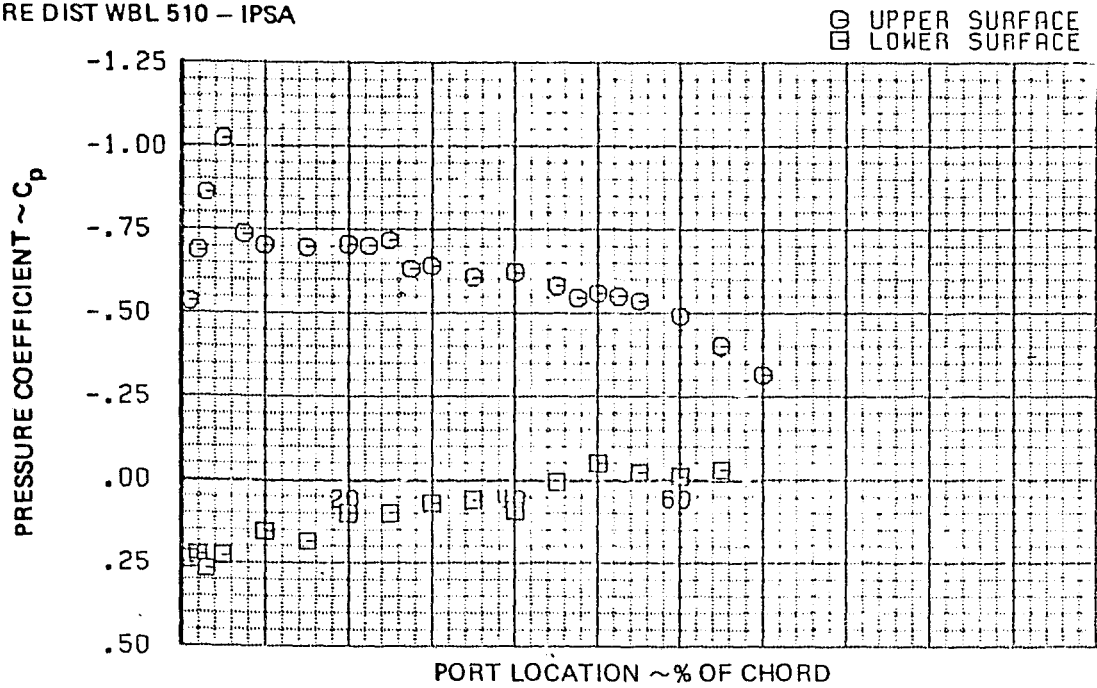 RE DIST WBL 510 – IPSA
UPPER SURFACE
LOWER SURFACE
-1.25
-1.00
-.75
-.50
-.25
.00
.25
.50
PRESSURE COEFFICIENT ~ Cp
20
40
60
PORT LOCATION ~ % OF CHORD